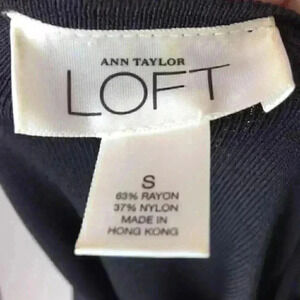 ANN TAYLOR
LOFT
S
63% RAYON
37% NYLON
MADE IN
HONG KONG